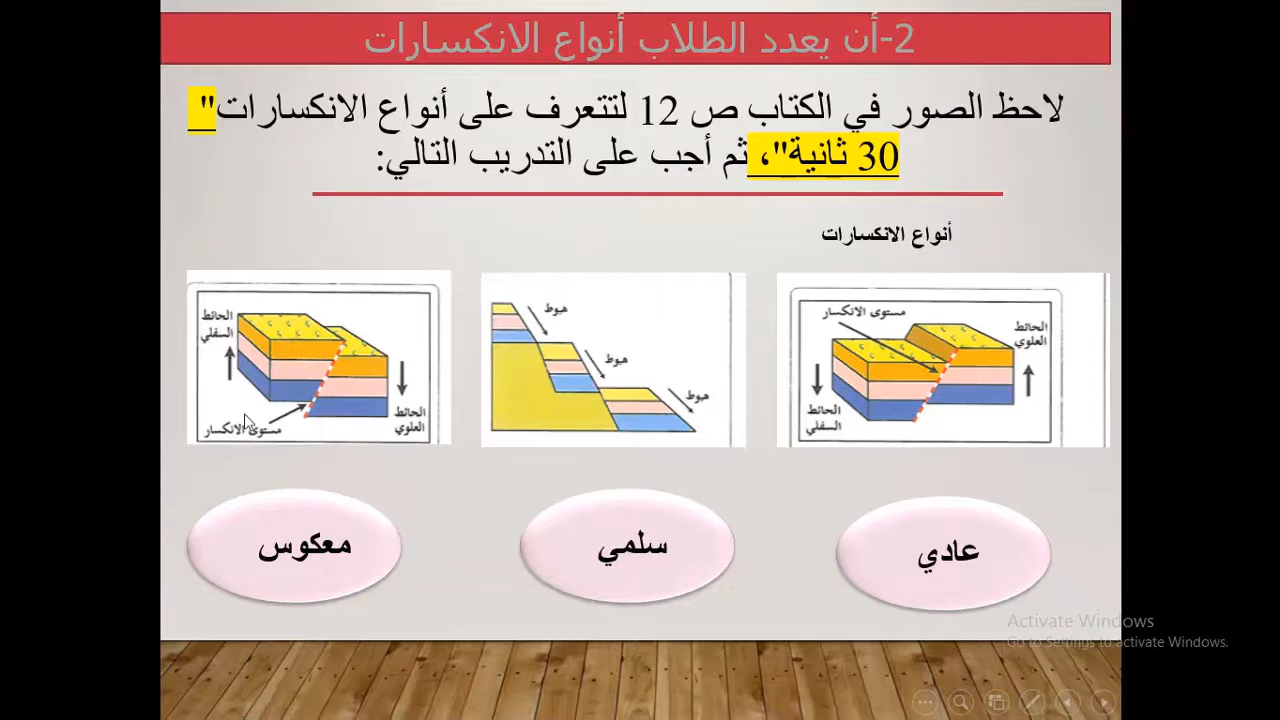 2-أن يعدد الطلاب أنواع الانكسارات
لاحظ الصور في الكتاب ص 12 لتتعرف على أنواع الانكسارات"
30 ثانية"، ثم أجب على التدريب التالي:
أنواع الانكسارات
مستوى الانكسار
الحائط
العلوي
الحائط
السفلي
هبوط
هبوط
هبوط
الحائط
السفلي
الحائط
العلوي
مستوى الانكسار
عادي
سلمي
معكوس
Activate Windows
Go to Settings to activate Windows.